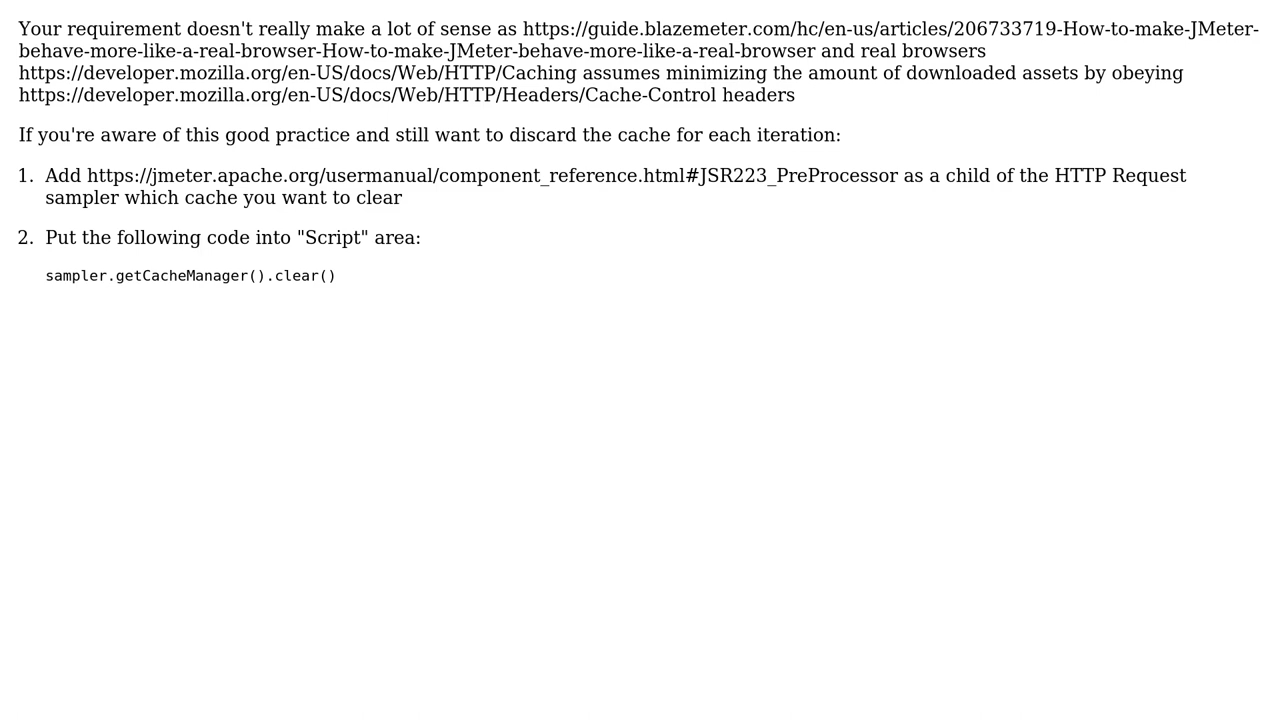 Your requirement doesn't really make a lot of sense as https://guide.blazemeter.com/hc/en-us/articles/206733719-How-to-make-JMeter-
behave-more-like-a-real-browser-How-to-make-JMeter-behave-more-like-a-real-browser and real browsers
https://developer.mozilla.org/en-US/docs/Web/HTTP/Caching assumes minimizing the amount of downloaded assets by obeying
https://developer.mozilla.org/en-US/docs/Web/HTTP/Headers/Cache-Control headers
If you're aware of this good practice and still want to discard the cache for each iteration:
1. Add https://jmeter.apache.org/usermanual/component_reference.html#JSR223_PreProcessor as a child of the HTTP Request
sampler which cache you want to clear
2. Put the following code into "Script" area:
sampler.getCacheManager().clear()